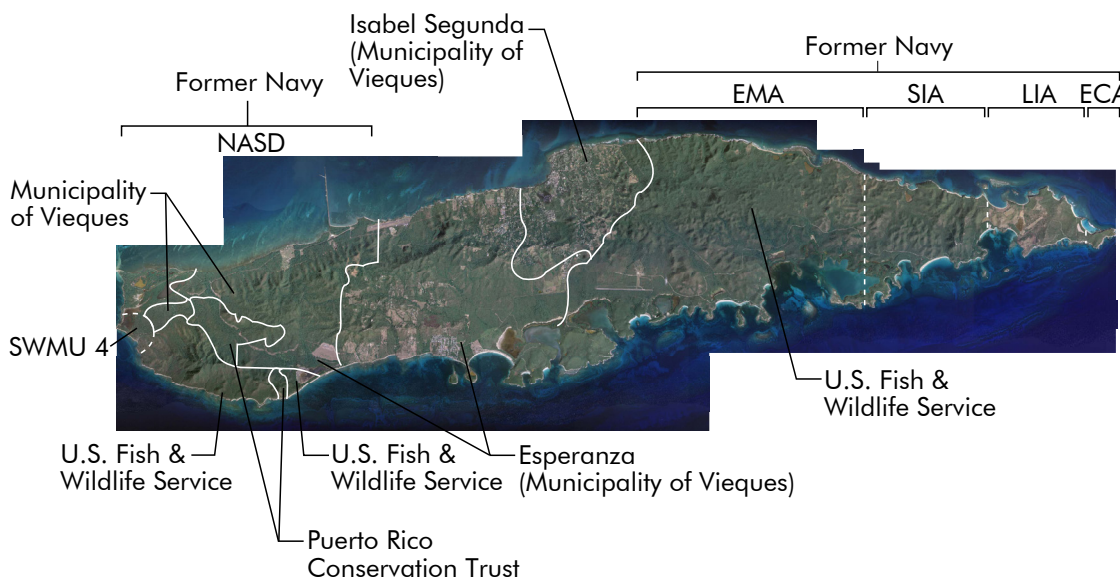 Isabel Segunda
(Municipality of
Vieques)
Former Navy
EMA
SIA
LIA
ECA
Former Navy
NASD
Municipality
of Vieques
SWMU 4
U.S. Fish &
Wildlife Service
U.S. Fish &
Wildlife Service
U.S. Fish &
Wildlife Service
Esperanza
(Municipality of Vieques)
Puerto Rico
Conservation Trust